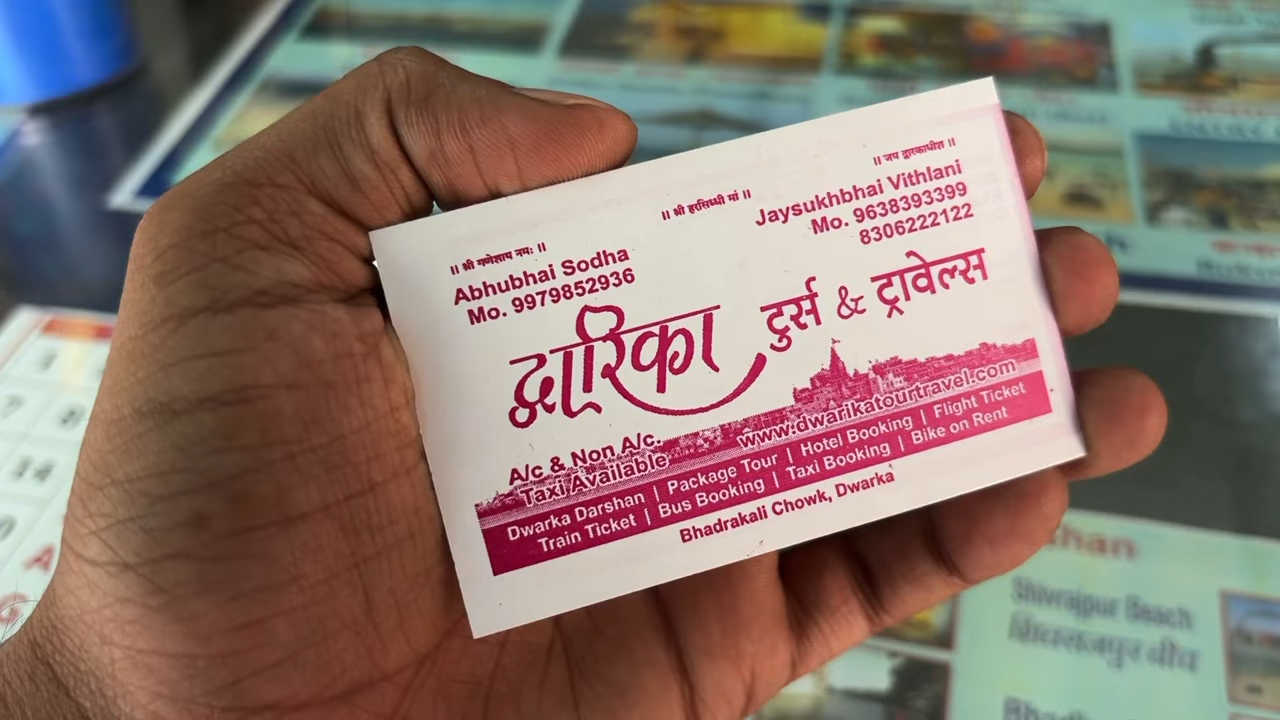 ॥ श्री गणेशाय नमः ॥
Abhubhai Sodha
Mo. 9979852936
॥ श्री हरसिध्धी मां ॥
॥ जय द्वारकाधीश ॥
Jaysukhbhai Vithlani
Mo. 9638393399
8306222122
द्वारिका टुर्स & ट्रावेल्स
A/c & Non A/c.
Taxi Available
www.dwarikatourtravel.com
Dwarka Darshan | Package Tour | Hotel Booking | Flight Ticket
Train Ticket | Bus Booking | Taxi Booking | Bike on Rent
Bhadrakali Chowk, Dwarka
Shivrajpur Beach
शिवराजपुर बीच